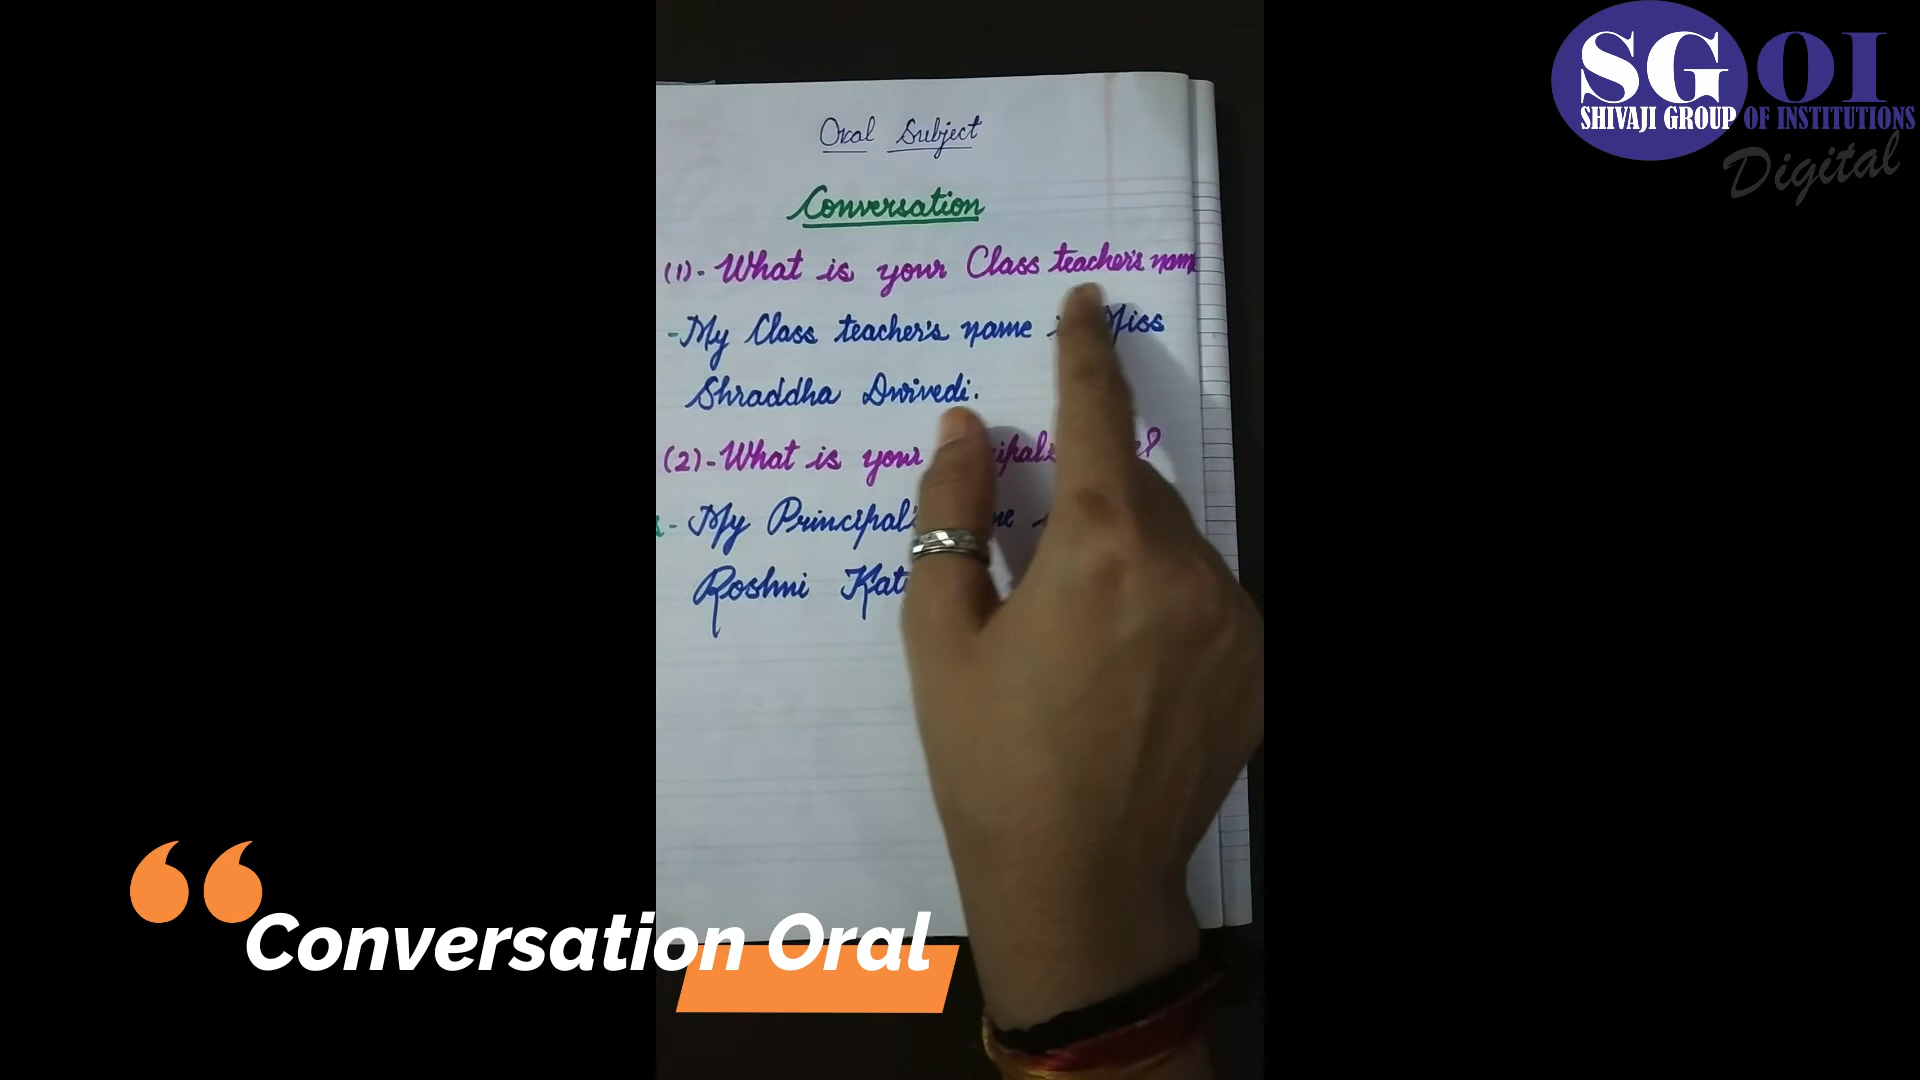 SGOI
SHIVAJI GROUP OF INSTITUTIONS
Digital
Oral Subject
Conversation
(1)- What is your Class teacher's name
- My Class teacher's name Miss
Shraddha Dwivedi.
(2)- What is your
- My Principal's
Roshni
Conversation Oral